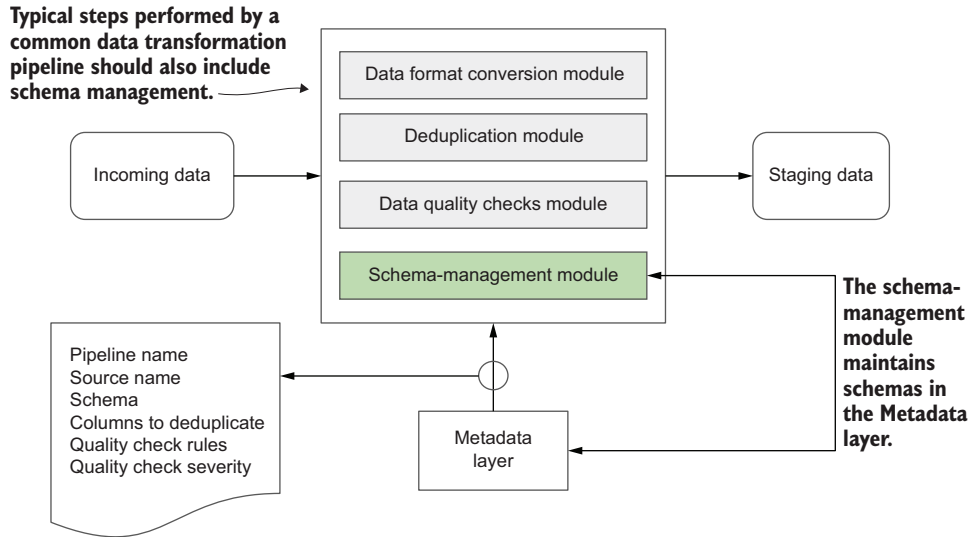 Typical steps performed by a
common data transformation
pipeline should also include
schema management.
Data format conversion module
Deduplication module
Incoming data
Staging data
Data quality checks module
Schema-management module
The schema-
management
module
maintains
schemas in
the Metadata
layer.
Pipeline name
Source name
Schema
Columns to deduplicate
Quality check rules
Quality check severity
Metadata
layer